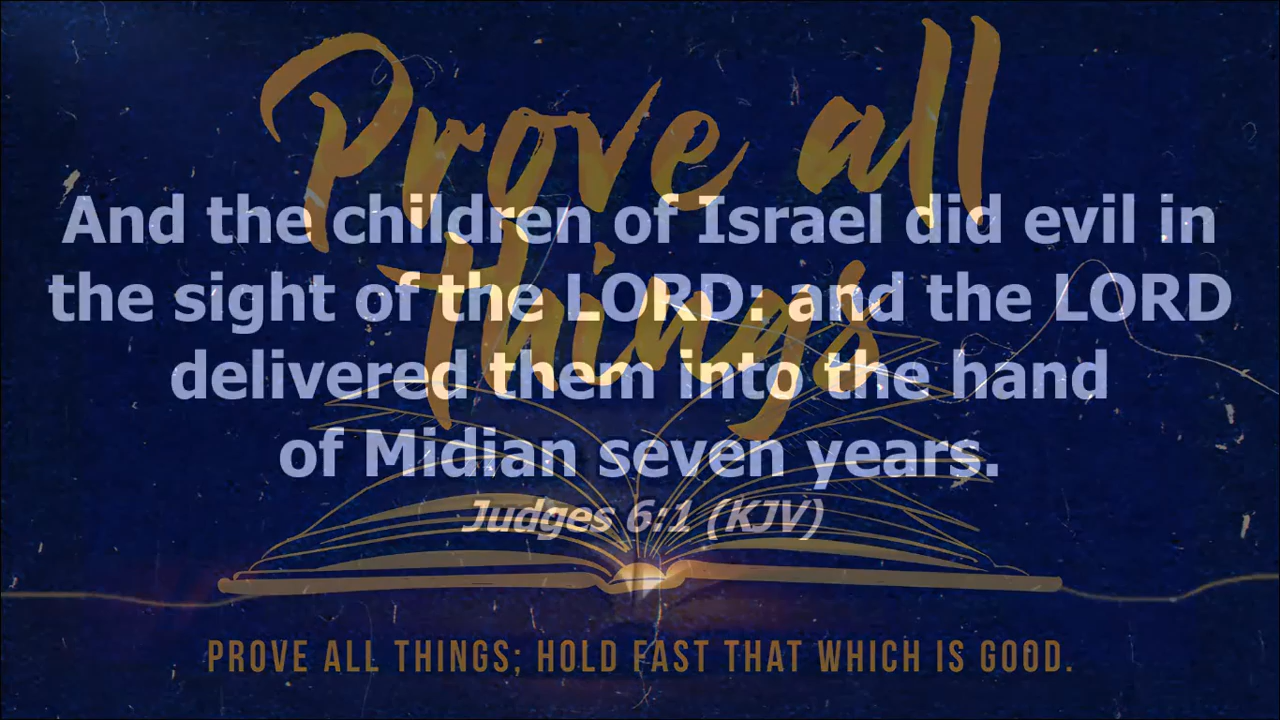 Prove all
things
And the children of Israel did evil in
the sight of the LORD: and the LORD
delivered them into the hand
of Midian seven years.
Judges 6:1 (KJV)
PROVE ALL THINGS; HOLD FAST THAT WHICH IS GOOD.